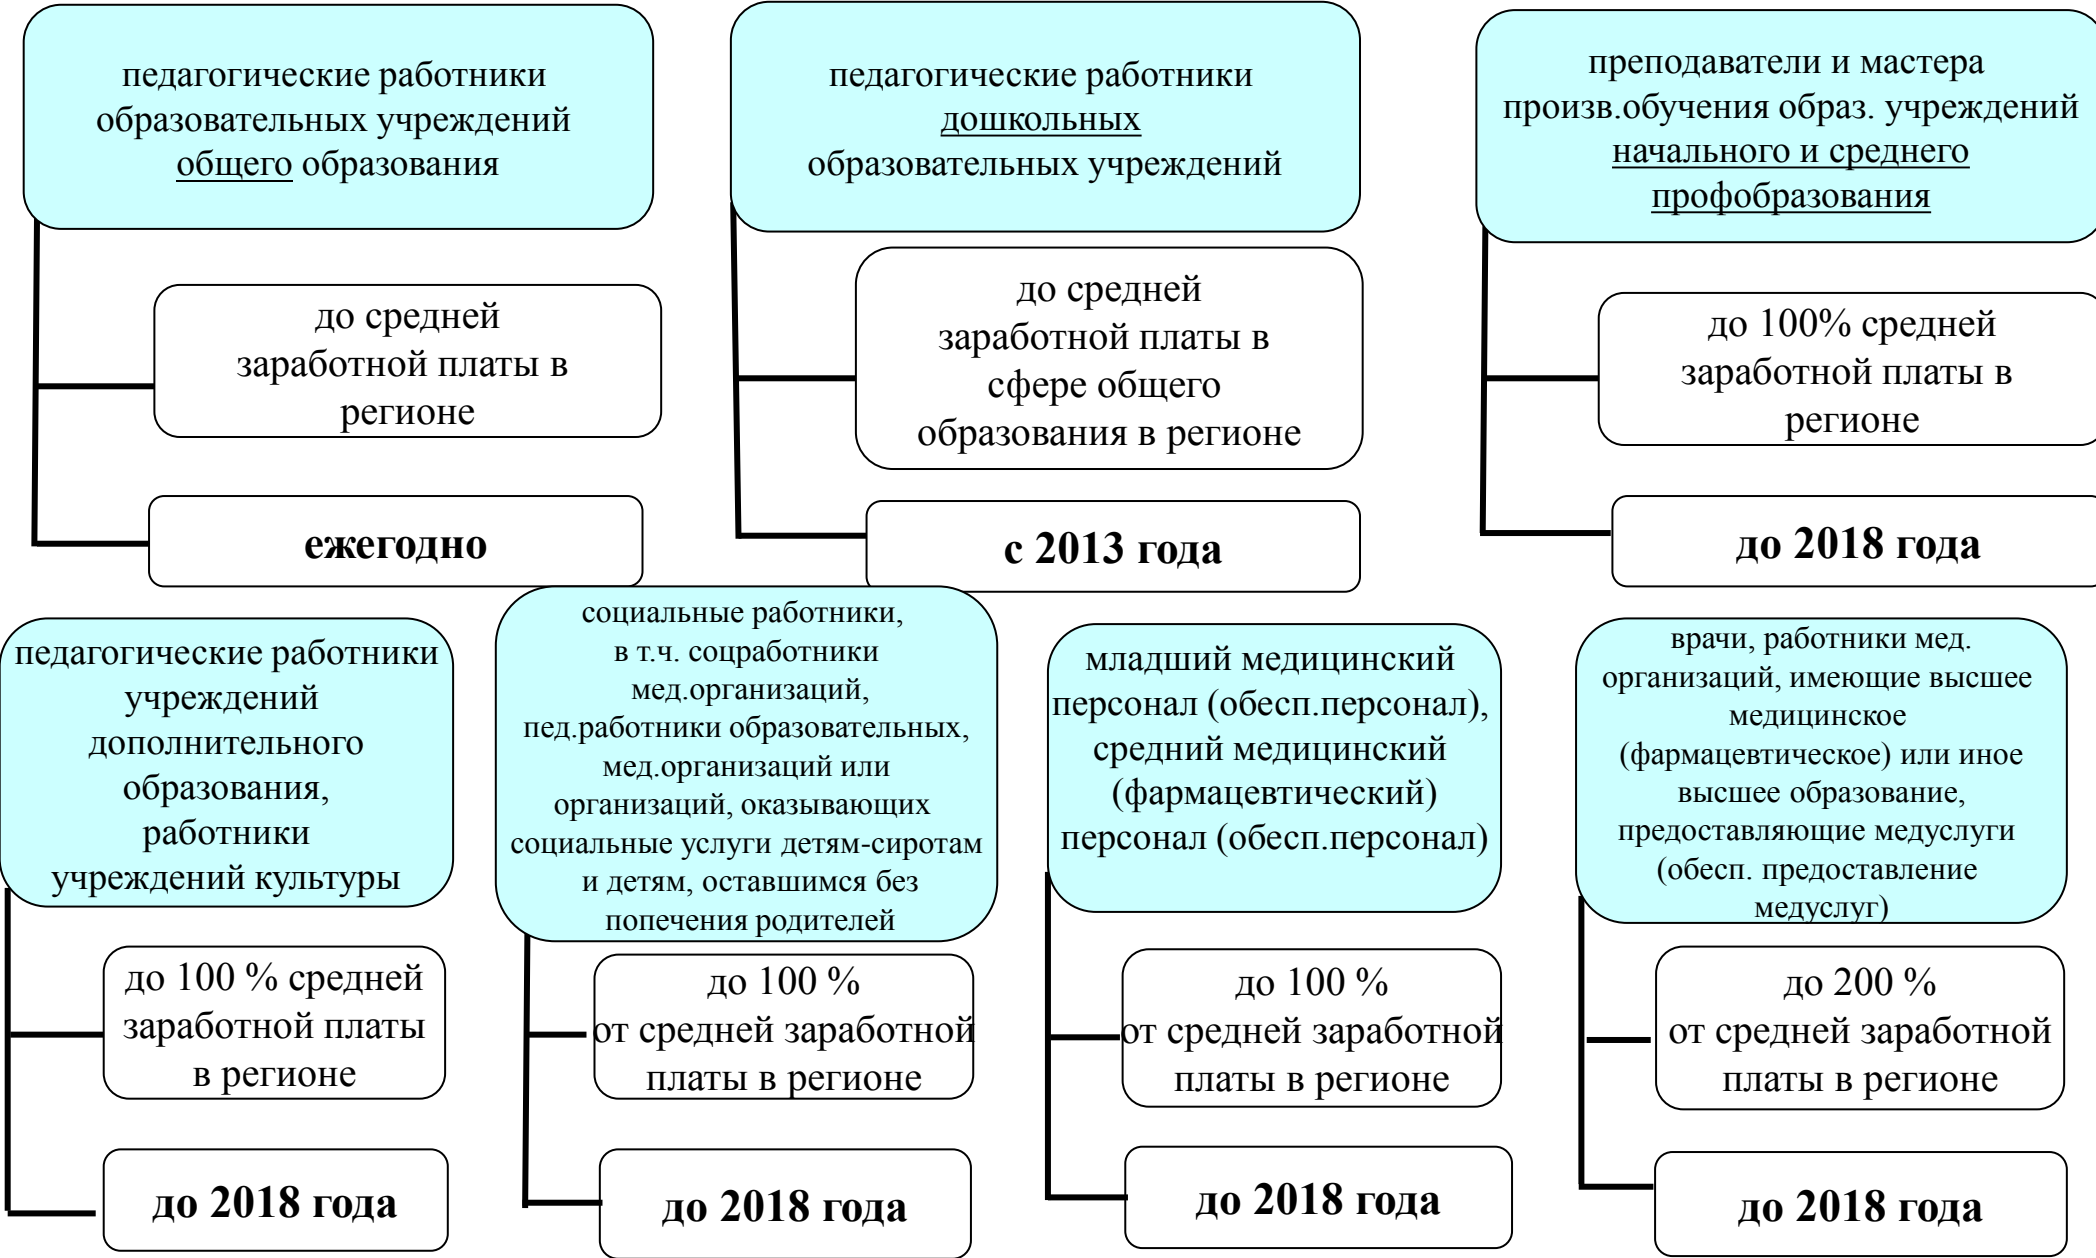 педагогические работники
образовательных учреждений
общего образования
до средней
заработной платы в
регионе
ежегодно
педагогические работники
дошкольных
образовательных учреждений
до средней
заработной платы в
сфере общего
образования в регионе
с 2013 года
преподаватели и мастера
произв.обучения образ. учреждений
начального и среднего
профобразования
до 100% средней
заработной платы в
регионе
до 2018 года
педагогические работники
учреждений
дополнительного
образования,
работники
учреждений культуры
до 100 % средней
заработной платы
в регионе
до 2018 года
социальные работники,
в т.ч. соцработники
мед.организаций,
пед.работники образовательных,
мед.организаций или
организаций, оказывающих
социальные услуги детям-сиротам
и детям, оставшимся без
попечения родителей
до 100 %
от средней заработной
платы в регионе
до 2018 года
младший медицинский
персонал (обесп.персонал),
средний медицинский
(фармацевтический)
персонал (обесп.персонал)
до 100 %
от средней заработной
платы в регионе
до 2018 года
врачи, работники мед.
организаций, имеющие высшее
медицинское
(фармацевтическое) или иное
высшее образование,
предоставляющие медуслуги
(обесп. предоставление
медуслуг)
до 200 %
от средней заработной
платы в регионе
до 2018 года